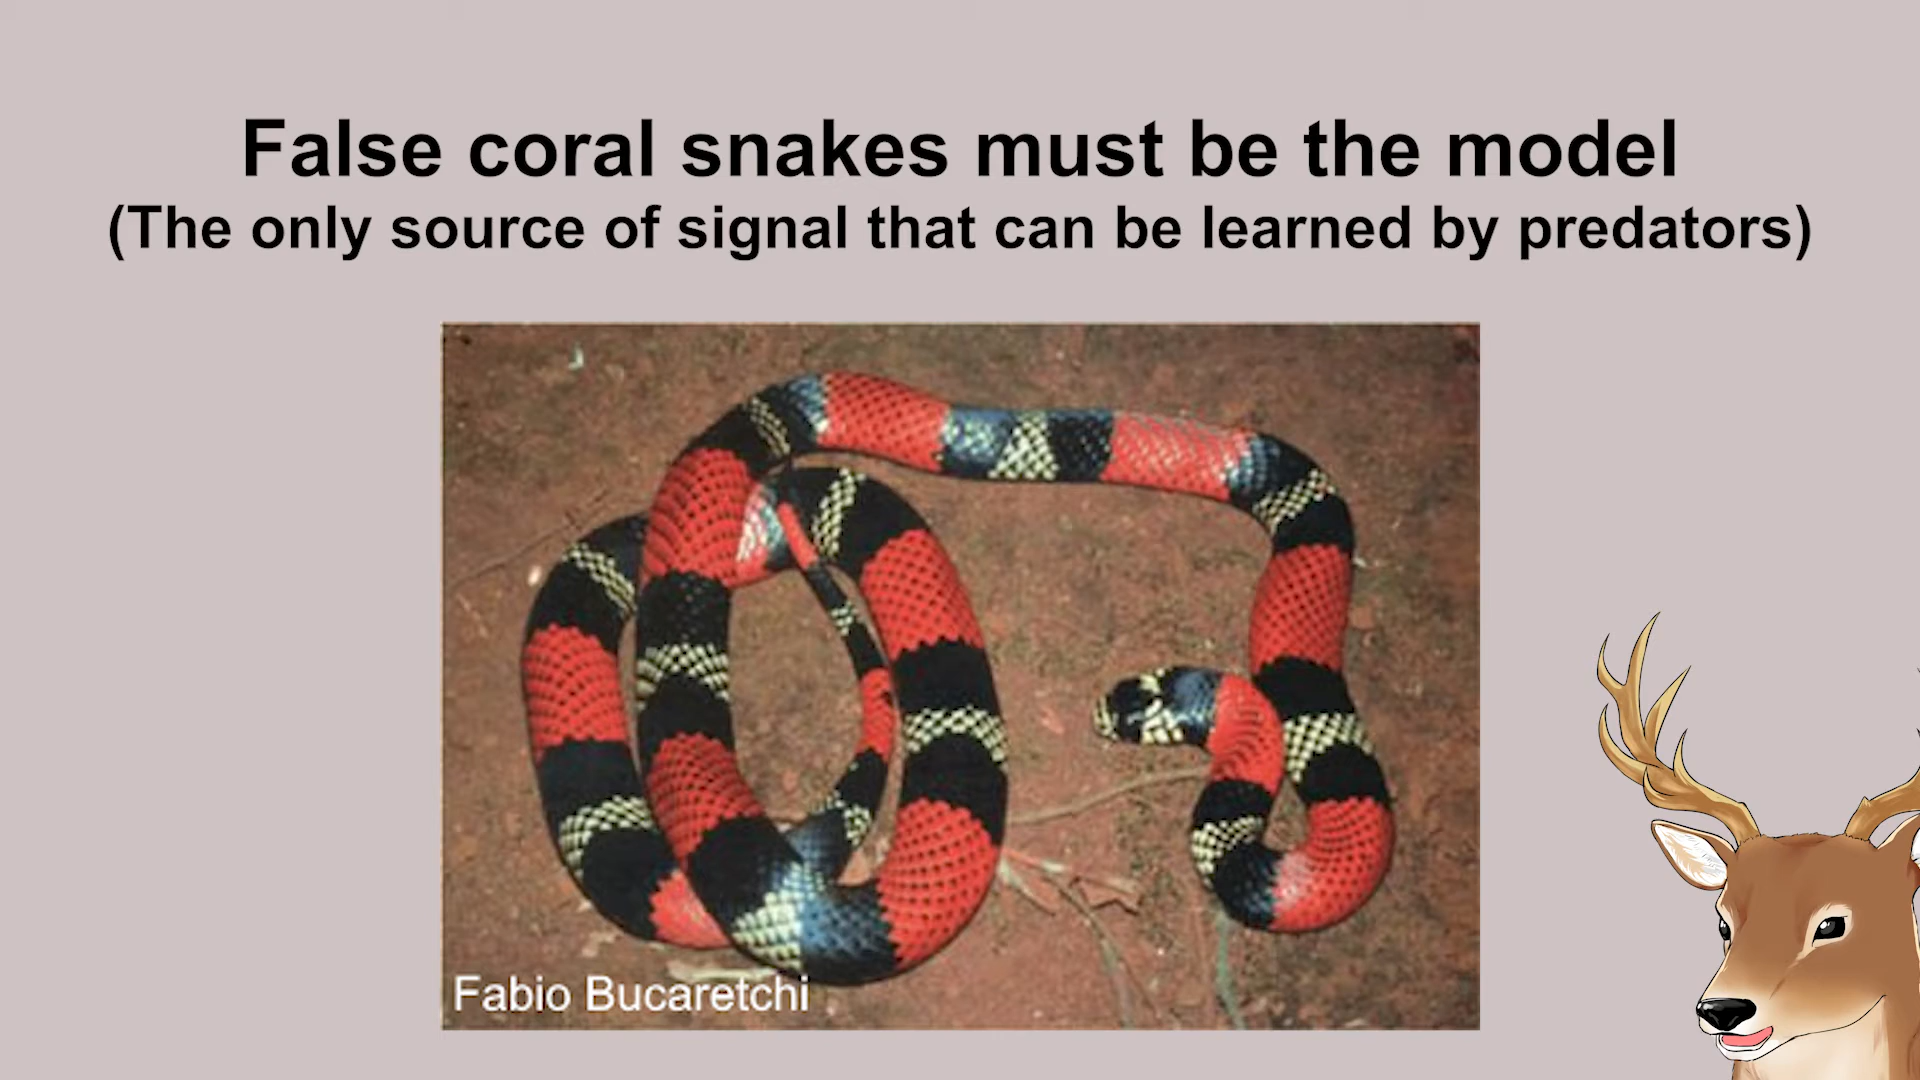 False coral snakes must be the model
(The only source of signal that can be learned by predators)
Fabio Bucaretchi